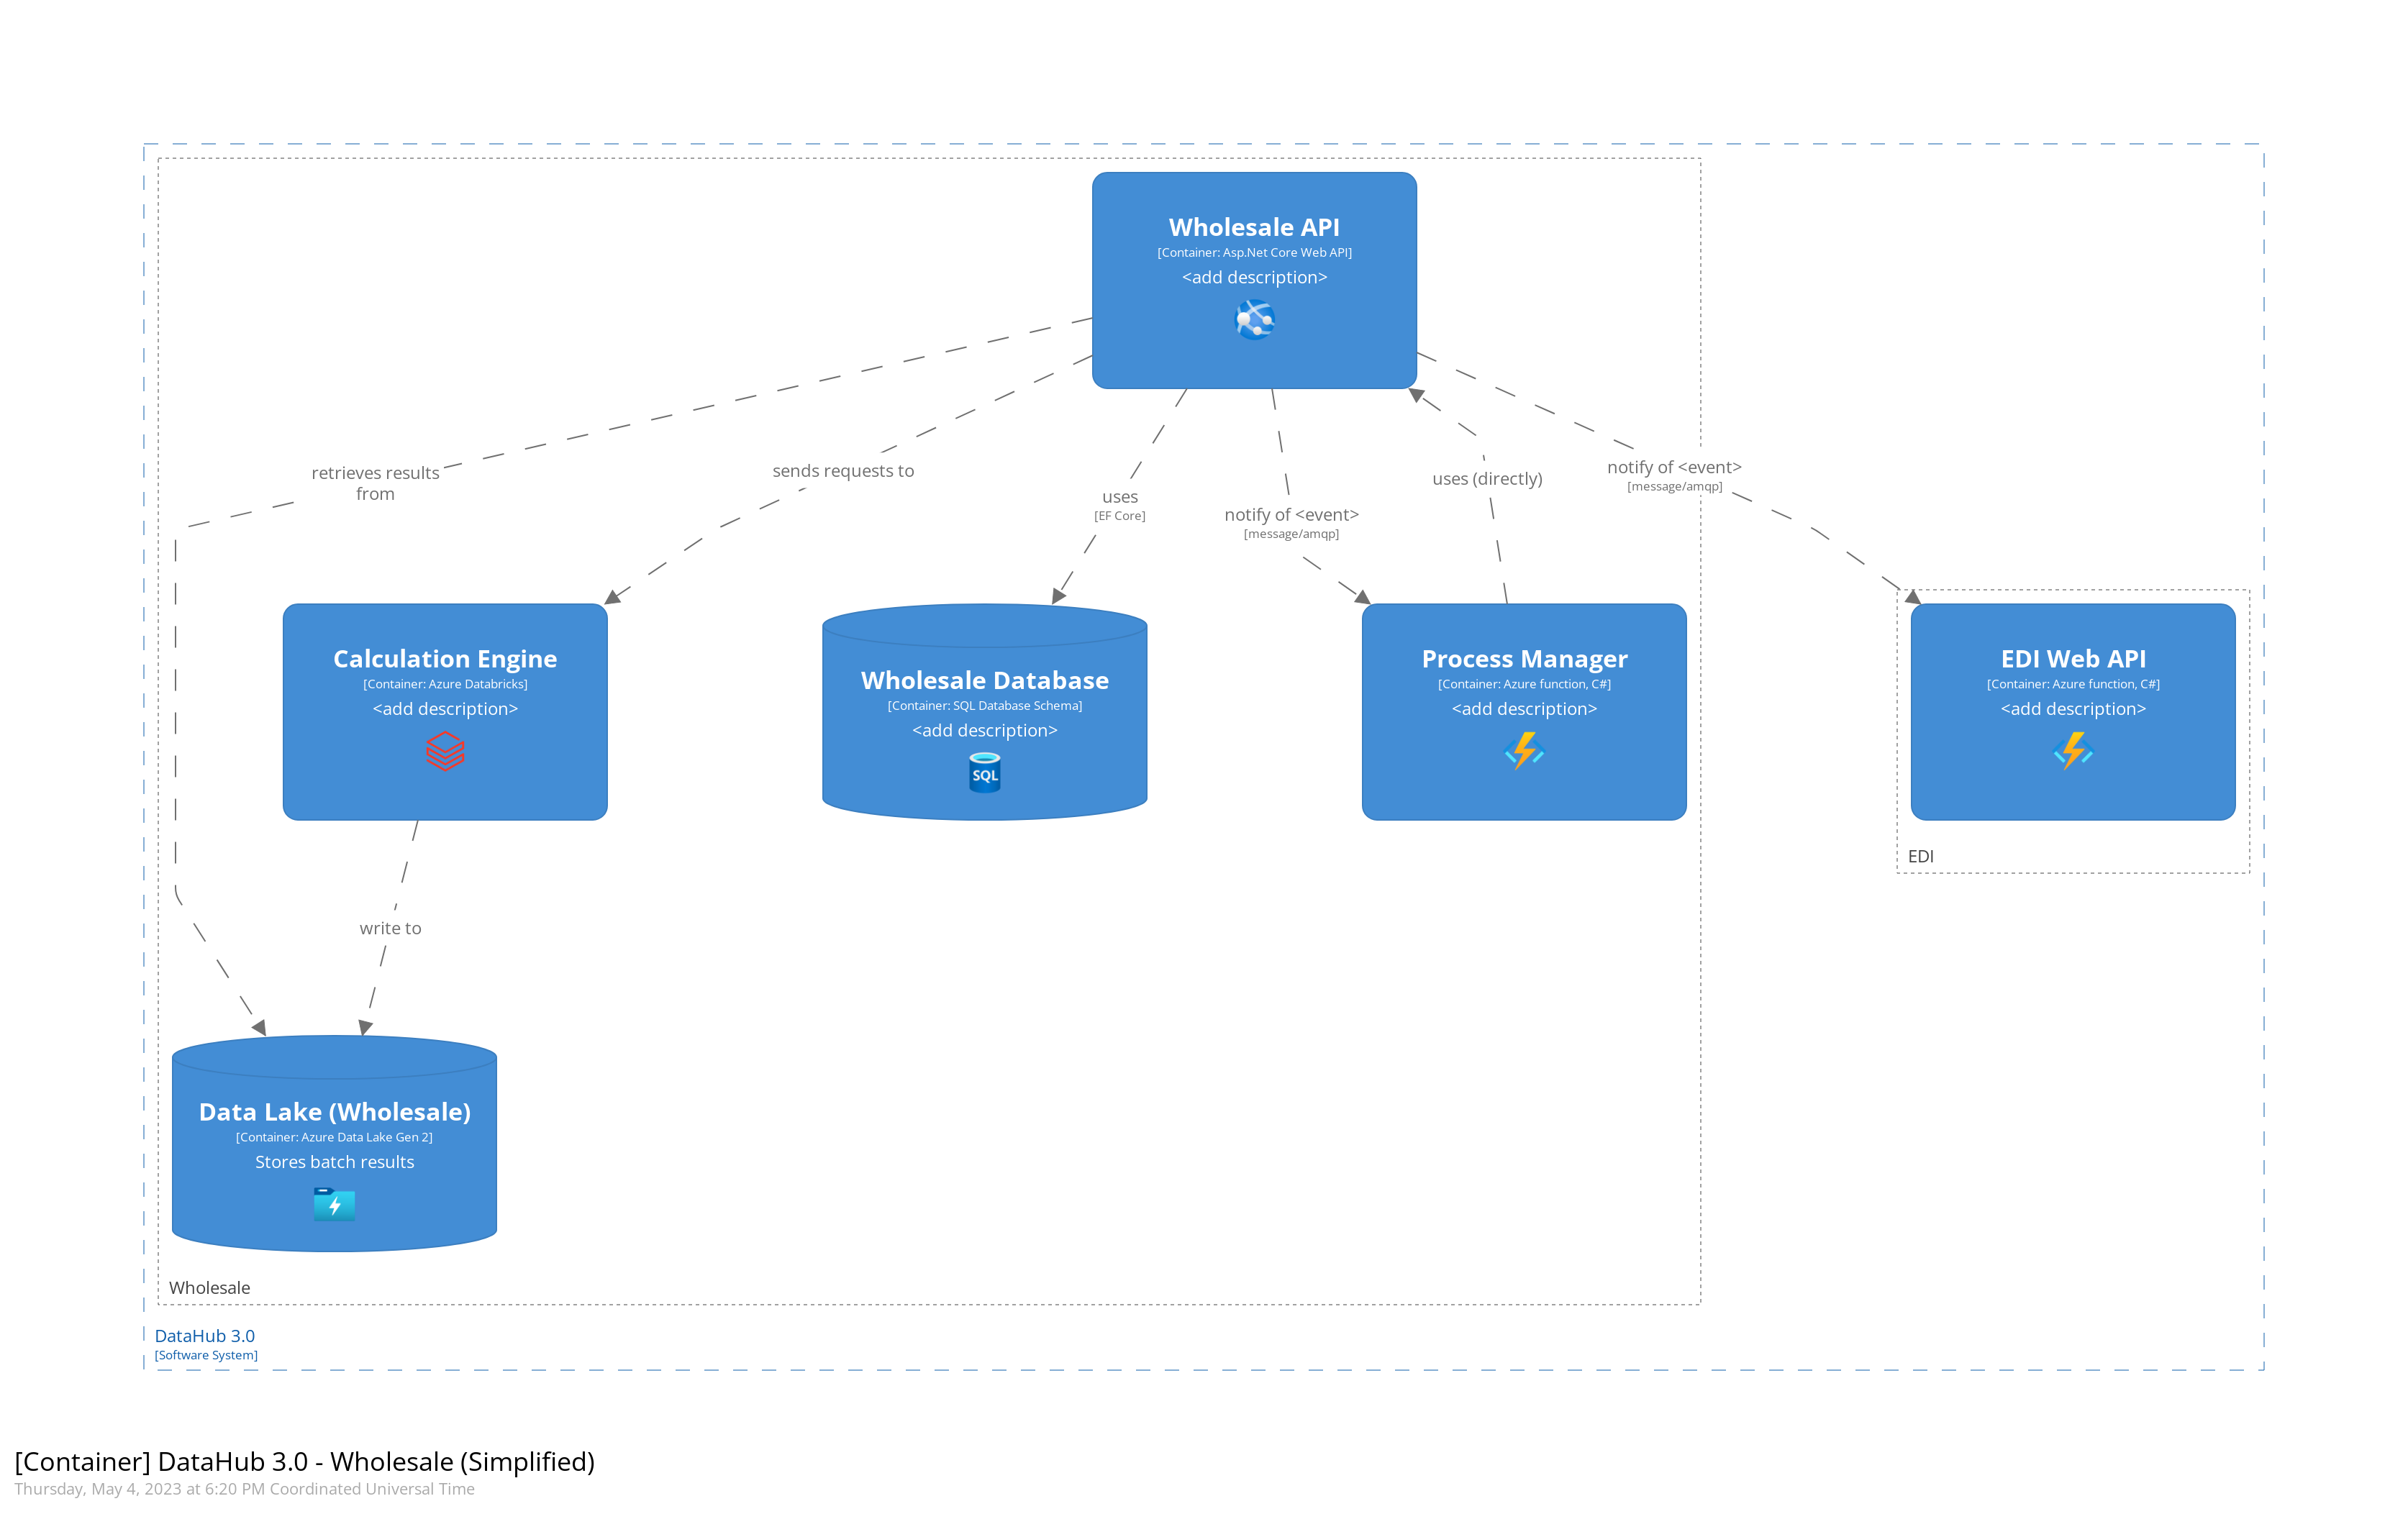 Wholesale API
[Container: Asp.Net Core Web API]
<add description>
retrieves results
from
sends requests to
uses
[EF Core]
notify of <event>
[message/amqp]
uses (directly)
notify of <event>
[message/amqp]
Calculation Engine
[Container: Azure Databricks]
<add description>
Wholesale Database
[Container: SQL Database Schema]
<add description>
SQL
Process Manager
[Container: Azure function, C#]
<add description>
EDI Web API
[Container: Azure function, C#]
<add description>
EDI
write to
Data Lake (Wholesale)
[Container: Azure Data Lake Gen 2]
Stores batch results
Wholesale
DataHub 3.0
[Software System]
[Container] DataHub 3.0 - Wholesale (Simplified)
Thursday, May 4, 2023 at 6:20 PM Coordinated Universal Time